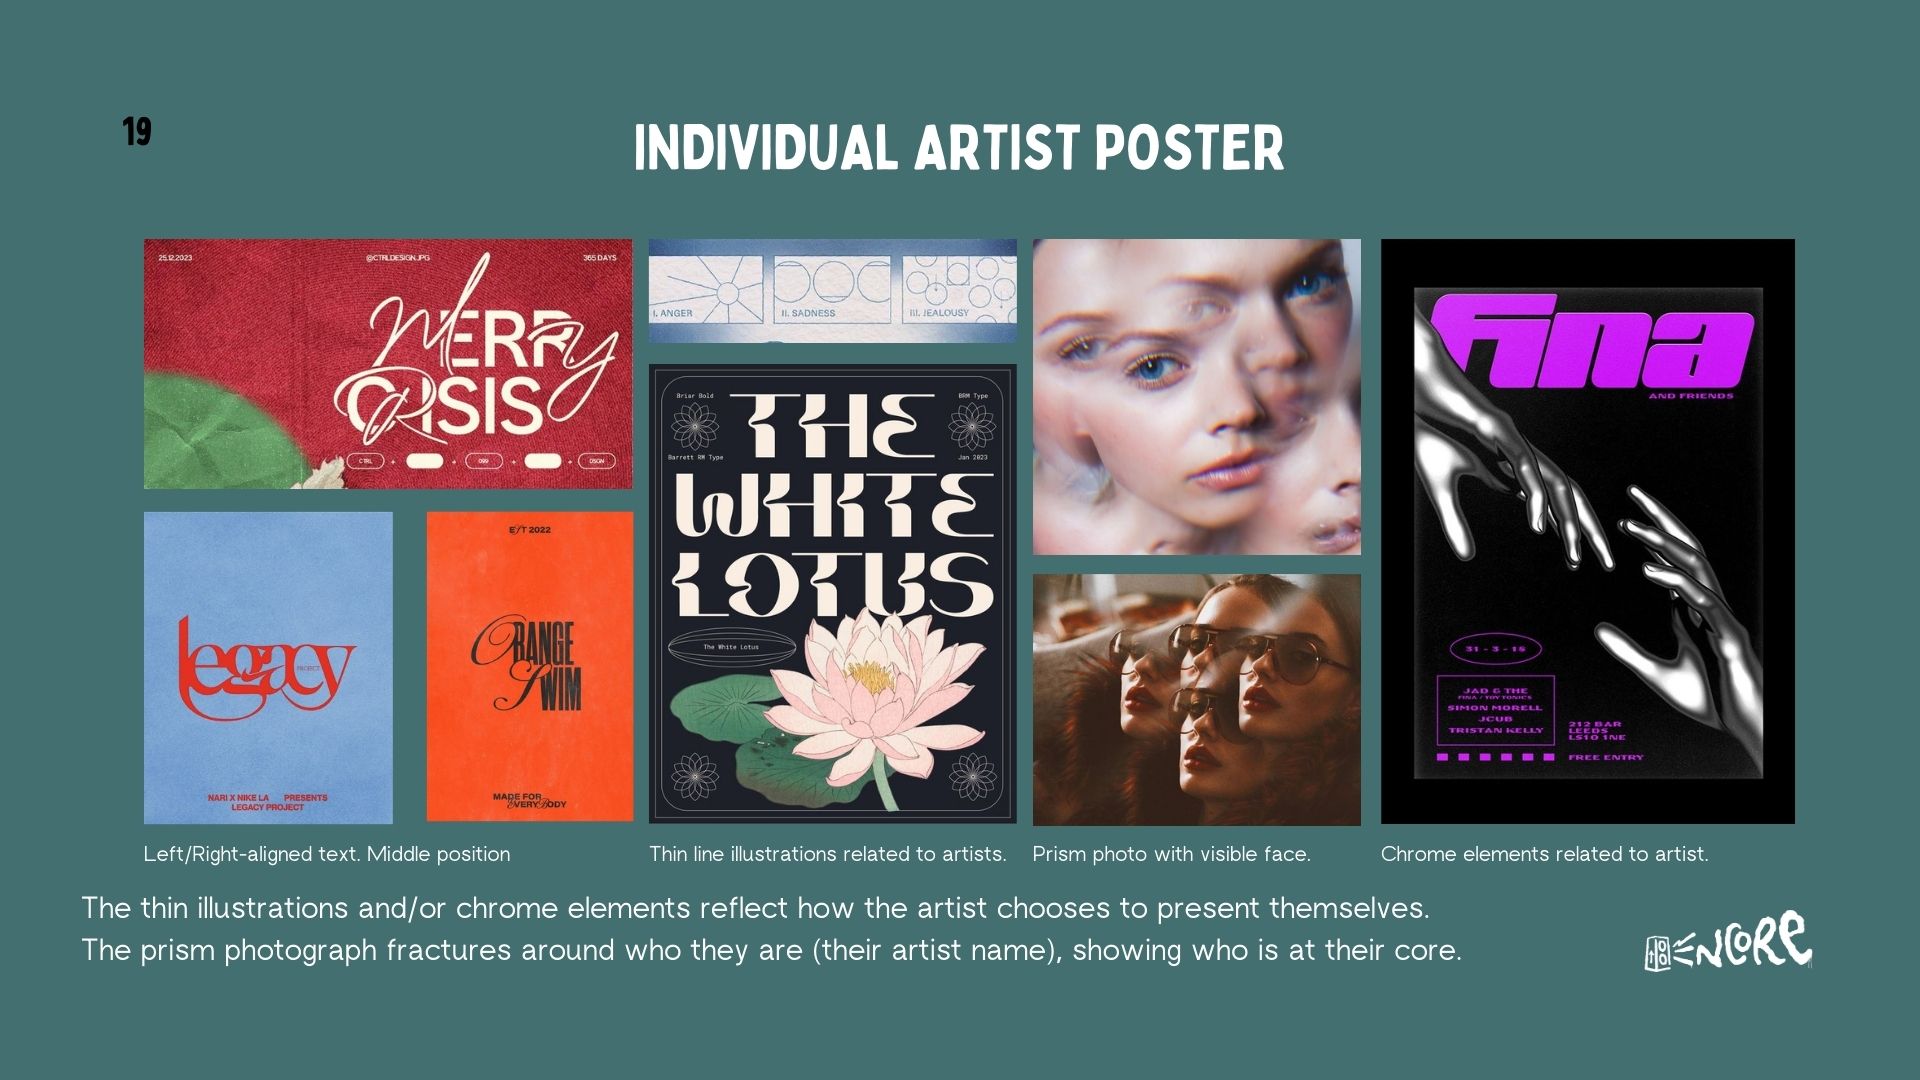 19
INDIVIDUAL ARTIST POSTER
25.12.2023
@CTRLDESIGN.JPG
365 DAYS
MERRY
CRISIS
CTRL + + 099 + + DSGN
legacy
PROJECT
NARI X NIKE LA PRESENTS
LEGACY PROJECT
EFT 2022
ORANGE
SWIM
MADE FOR
EVERYBODY
I. ANGER
II. SADNESS
III. JEALOUSY
Briar Bold
BRM Type
THE
Barrett RM Type
Jan 2023
WHITE
LOTUS
The White Lotus
fina
AND FRIENDS
31 - 3 - 18
JAD & THE
FINA / TOY TONICS
SIMON MORELL
JCUB
TRISTAN KELLY
212 BAR
LEEDS
LS10 1NE
FREE ENTRY
Left/Right-aligned text. Middle position
Thin line illustrations related to artists.
Prism photo with visible face.
Chrome elements related to artist.
The thin illustrations and/or chrome elements reflect how the artist chooses to present themselves.
The prism photograph fractures around who they are (their artist name), showing who is at their core.
ENCORE